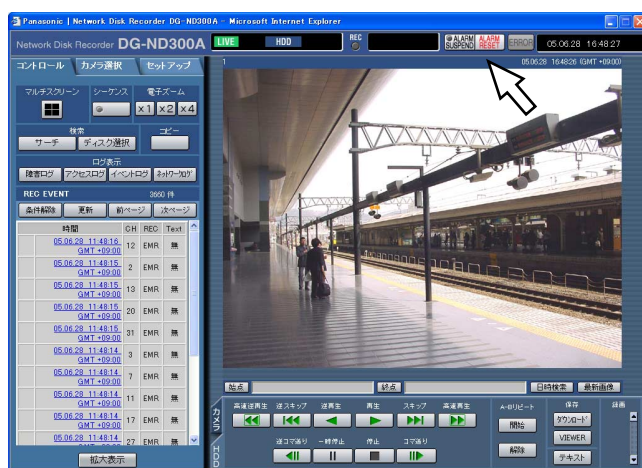 Panasonic | Network Disk Recorder DG-ND300A - Microsoft Internet Explorer
Network Disk Recorder DG-ND300A
LIVE HDD REC ALARM SUSPEND ALARM RESET ERROR 05.06.28 16:48:27
コントロール カメラ選択 セットアップ
1 05.06.28 16:48:26 (GMT +09:00)
マルチスクリーン シーケンス 電子ズーム
x1 x2 x4
検索 コピー
サーチ ディスク選択
ログ表示
障害ログ アクセスログ イベントログ ネットワークログ
REC EVENT 3660 件
条件解除 更新 前ページ 次ページ
時間 CH REC Text
05.06.28 11:48:16 GMT +09:00 12 EMR 無
05.06.28 11:48:15 GMT +09:00 2 EMR 無
05.06.28 11:48:15 GMT +09:00 13 EMR 無
05.06.28 11:48:15 GMT +09:00 20 EMR 無
05.06.28 11:48:15 GMT +09:00 31 EMR 無
05.06.28 11:48:14 GMT +09:00 3 EMR 無
05.06.28 11:48:14 GMT +09:00 7 EMR 無
05.06.28 11:48:14 GMT +09:00 11 EMR 無
05.06.28 11:48:14 GMT +09:00 17 EMR 無
05.06.28 11:48:14 GMT +09:00 27 EMR 無
拡大表示
始点 終点 日時検索 最新画像
カメラ
HDD
高速逆再生 逆スキップ 逆再生 再生 スキップ 高速再生 A-Bリピート 保存 録画
開始 ダウンロード
逆コマ送り 一時停止 停止 コマ送り VIEWER
解除 テキスト